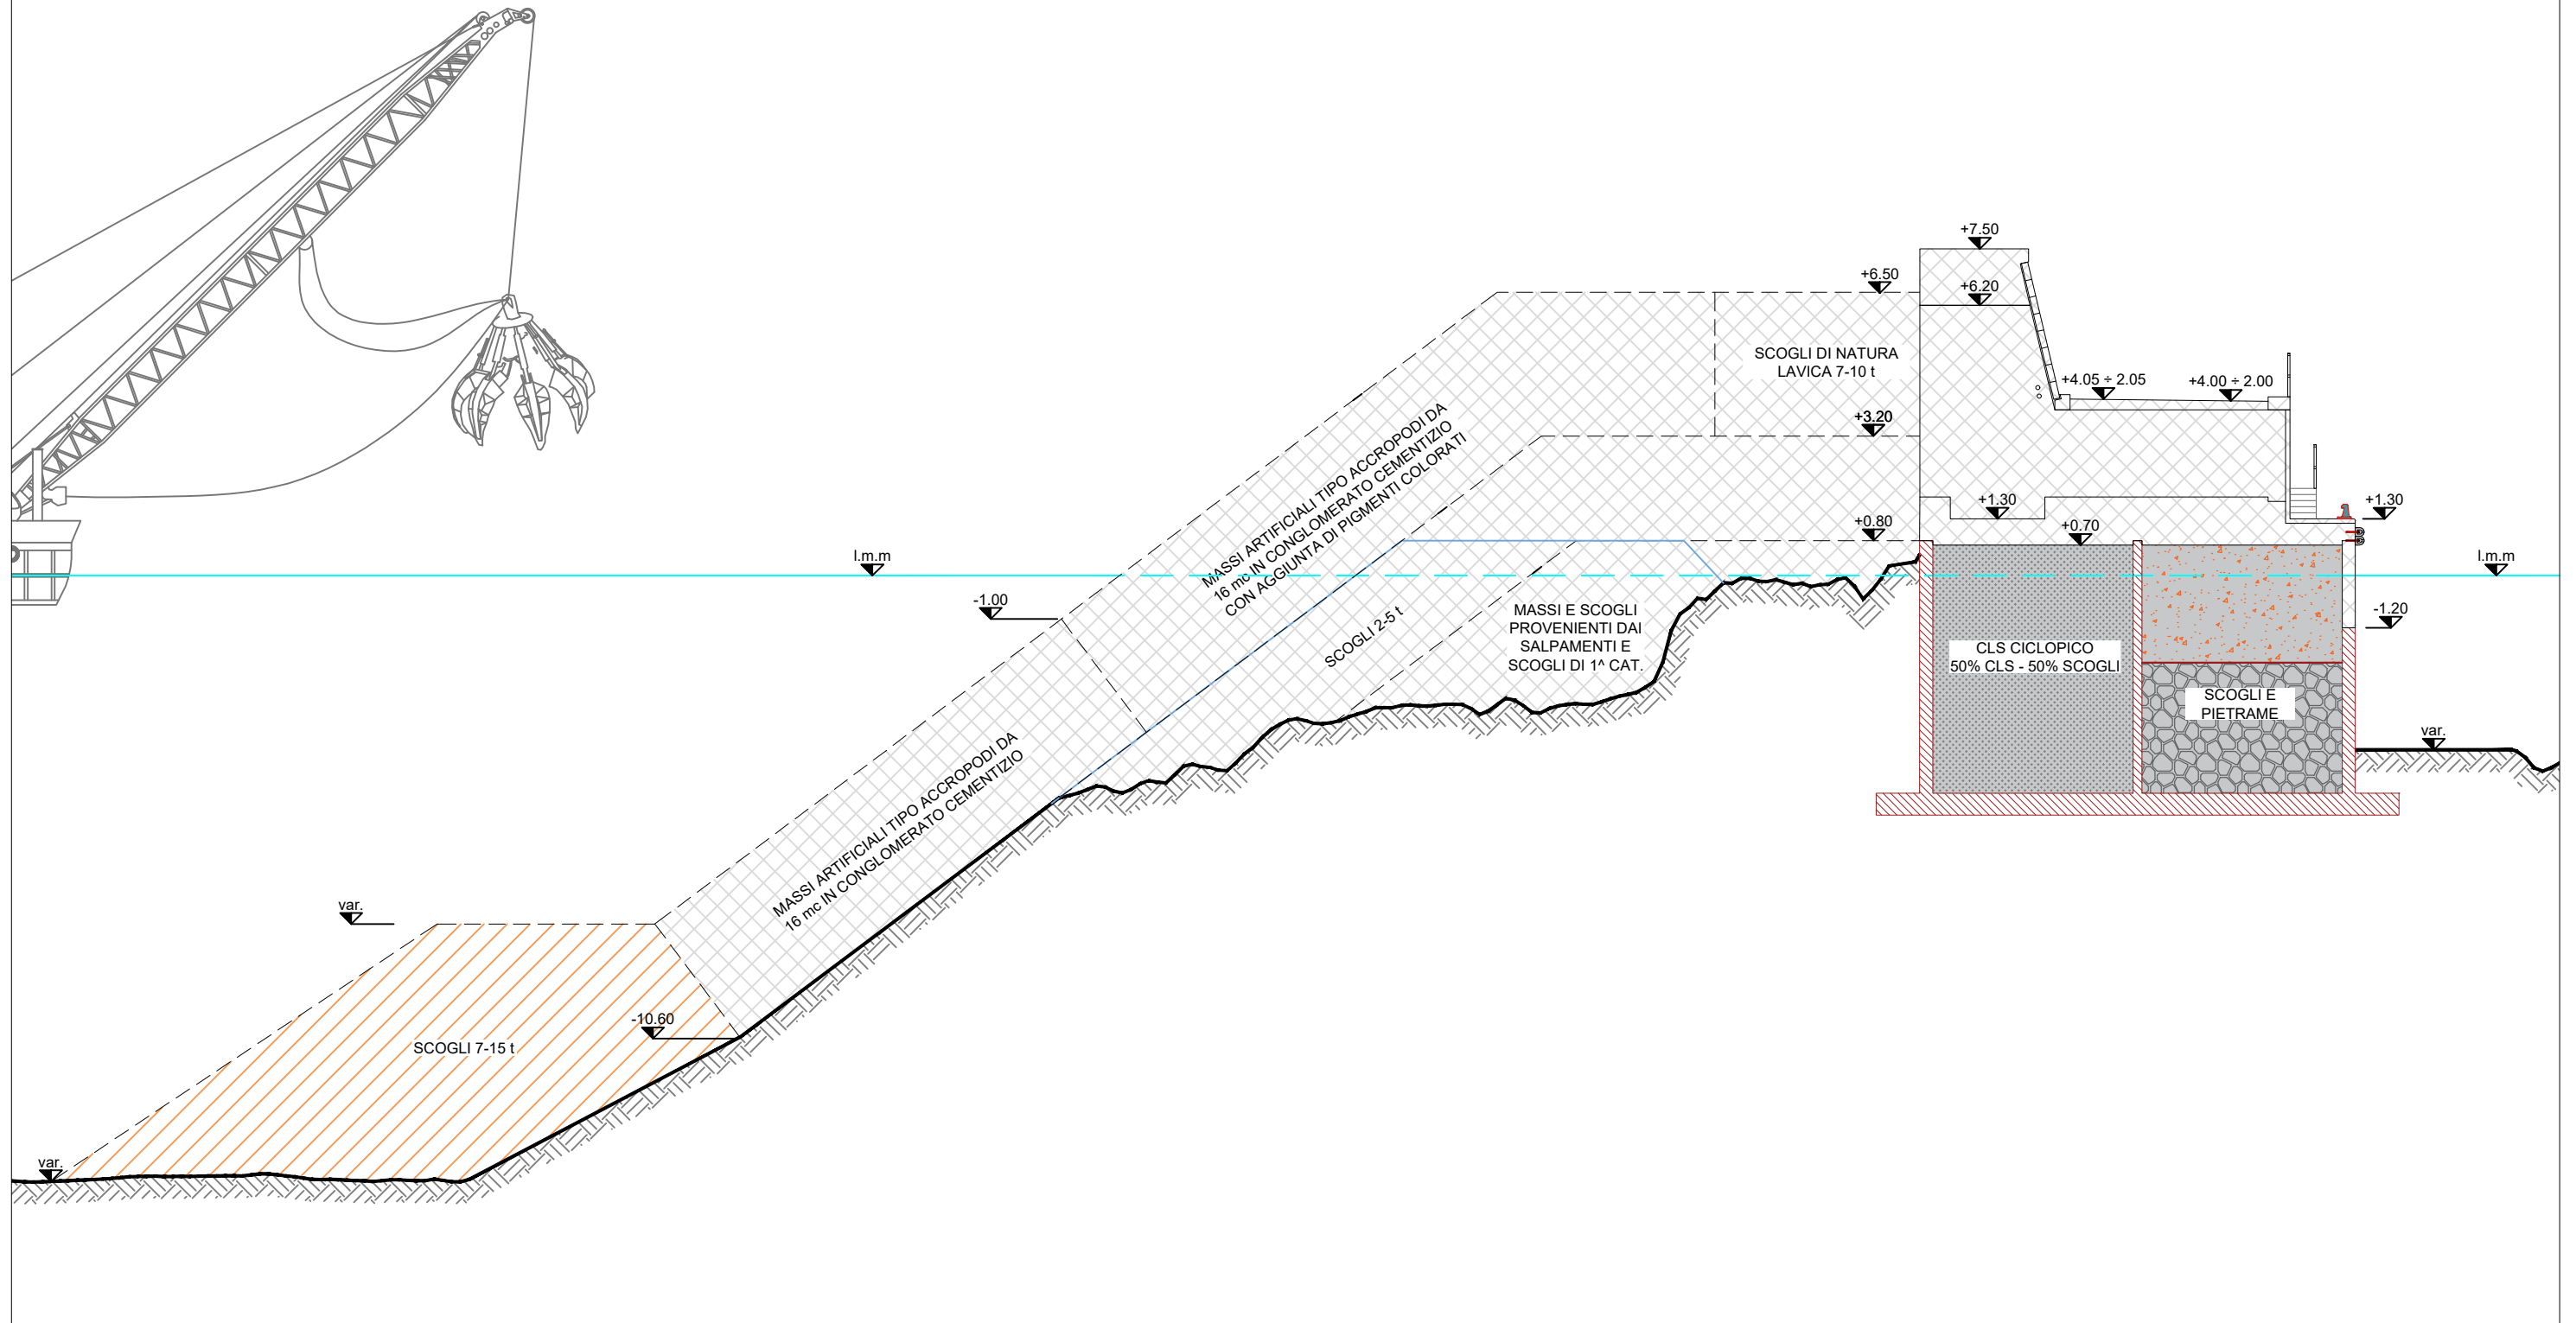 +7.50
+6.50
+6.20
SCOGLI DI NATURA
LAVICA 7-10 t
+4.05 ÷ 2.05
+4.00 ÷ 2.00
+3.20
MASSI ARTIFICIALI TIPO ACCROPODI DA
16 mc IN CONGLOMERATO CEMENTIZIO
CON AGGIUNTA DI PIGMENTI COLORATI
+1.30
+1.30
+0.80
+0.70
l.m.m
l.m.m
-1.00
-1.20
SCOGLI 2-5 t
MASSI E SCOGLI
PROVENIENTI DAI
SALPAMENTI E
SCOGLI DI 1^ CAT.
CLS CICLOPICO
50% CLS - 50% SCOGLI
SCOGLI E
PIETRAME
var.
MASSI ARTIFICIALI TIPO ACCROPODI DA
16 mc IN CONGLOMERATO CEMENTIZIO
var.
-10.60
SCOGLI 7-15 t
var.